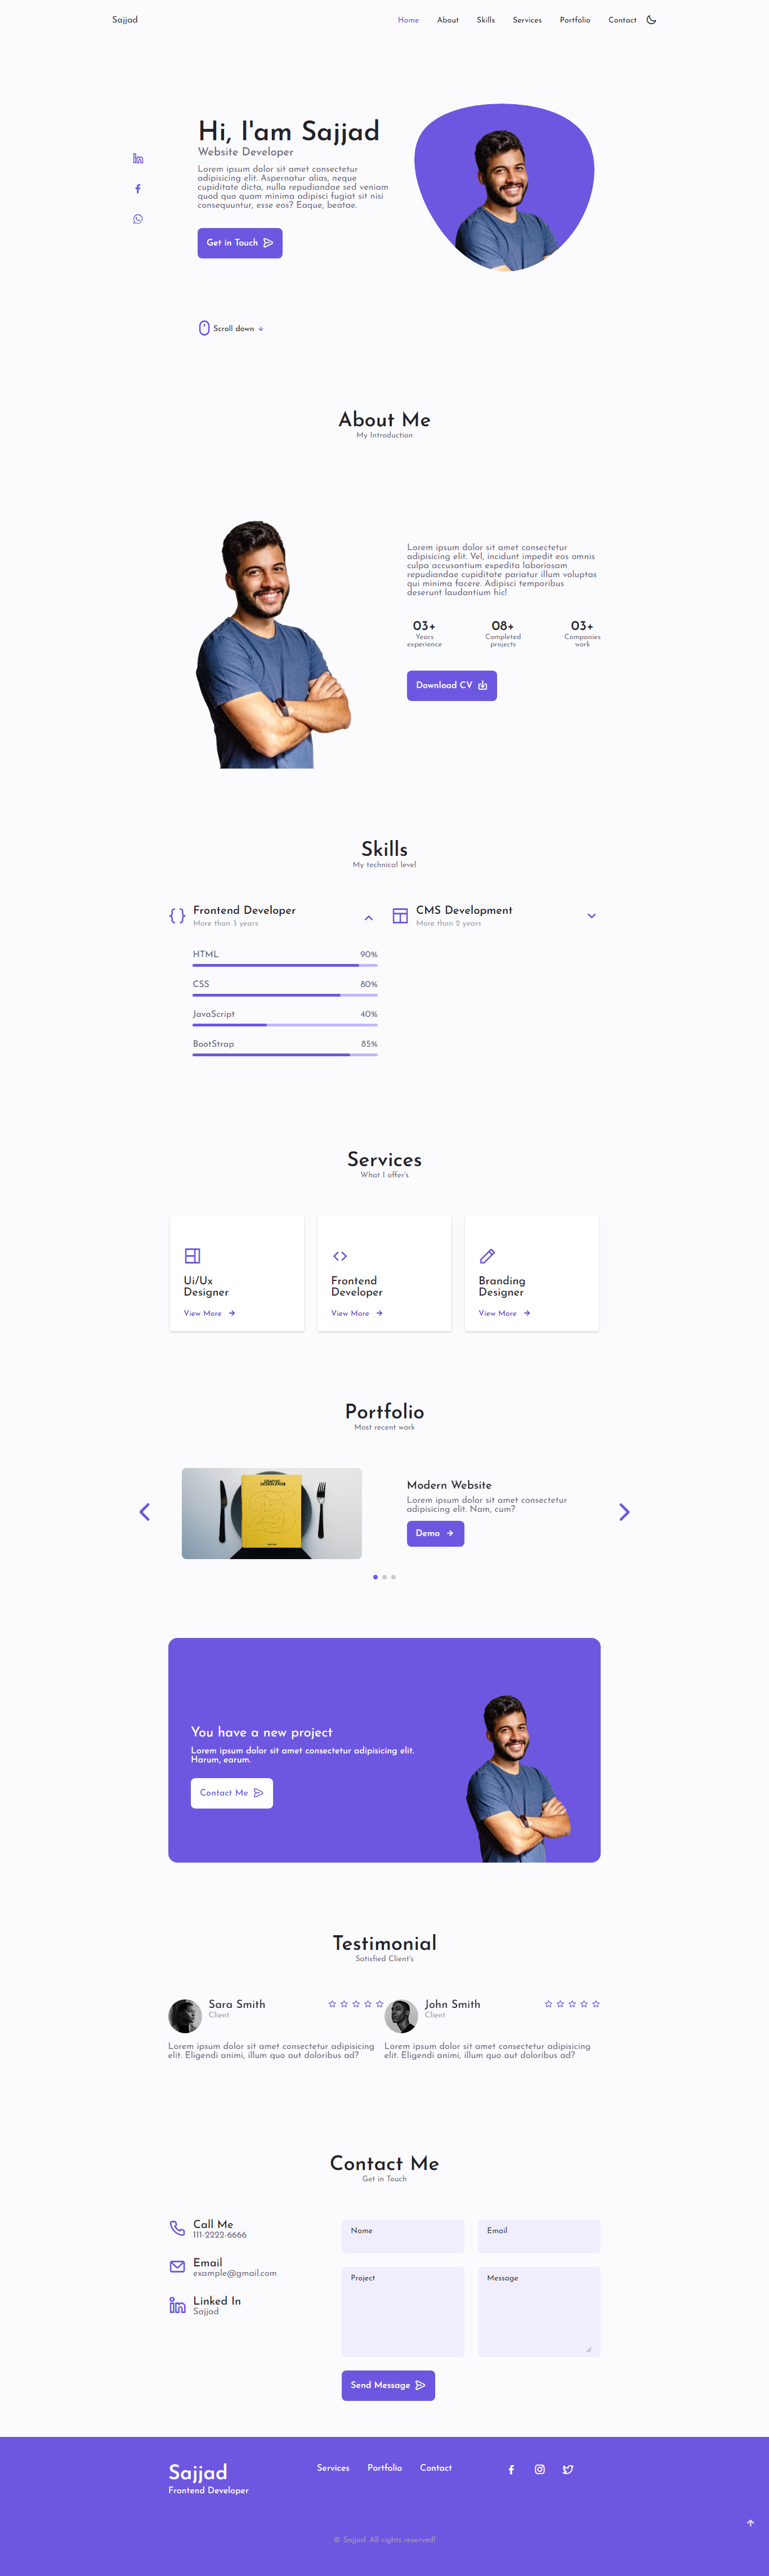 Sajjad
Home About Skills Services Portfolio Contact
Hi, I'am Sajjad
Website Developer
Lorem ipsum dolor sit amet consectetur
adipisicing elit. Aspernatur alias, neque
cupiditate dicta, nulla repudiandae sed veniam
quod quo quam minima adipisci fugiat sit nisi
consequuntur, esse eos? Eaque, beatae.
Get in Touch
Scroll down
About Me
My Introduction
Lorem ipsum dolor sit amet consectetur
adipisicing elit. Vel, incidunt impedit eos omnis
culpa accusantium expedita laboriosam
repudiandae cupiditate pariatur illum voluptas
qui minima facere. Adipisci temporibus
deserunt laudantium hic!
03+ 08+ 03+
Years Completed Companies
experience projects work
Download CV
Skills
My technical level
Frontend Developer
More than 3 years
CMS Development
More than 2 years
HTML 90%
CSS 80%
JavaScript 40%
BootStrap 85%
Services
What I offer's
Ui/Ux
Designer
View More
Frontend
Developer
View More
Branding
Designer
View More
Portfolio
Most recent work
Modern Website
Lorem ipsum dolor sit amet consectetur
adipisicing elit. Nam, cum?
Demo
You have a new project
Lorem ipsum dolor sit amet consectetur adipisicing elit.
Harum, earum.
Contact Me
Testimonial
Satisfied Client's
Sara Smith
Client
Lorem ipsum dolor sit amet consectetur adipisicing
elit. Eligendi animi, illum quo aut doloribus ad?
John Smith
Client
Lorem ipsum dolor sit amet consectetur adipisicing
elit. Eligendi animi, illum quo aut doloribus ad?
Contact Me
Get in Touch
Call Me
111-2222-6666
Email
example@gmail.com
Linked In
Sajjad
Name
Email
Project
Message
Send Message
Sajjad
Frontend Developer
Services Portfolio Contact
© Sajjad. All rights reserved!